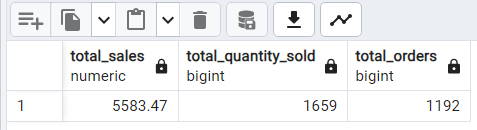 total_sales total_quantity_sold total_orders
numeric bigint bigint
1 5583.47 1659 1192